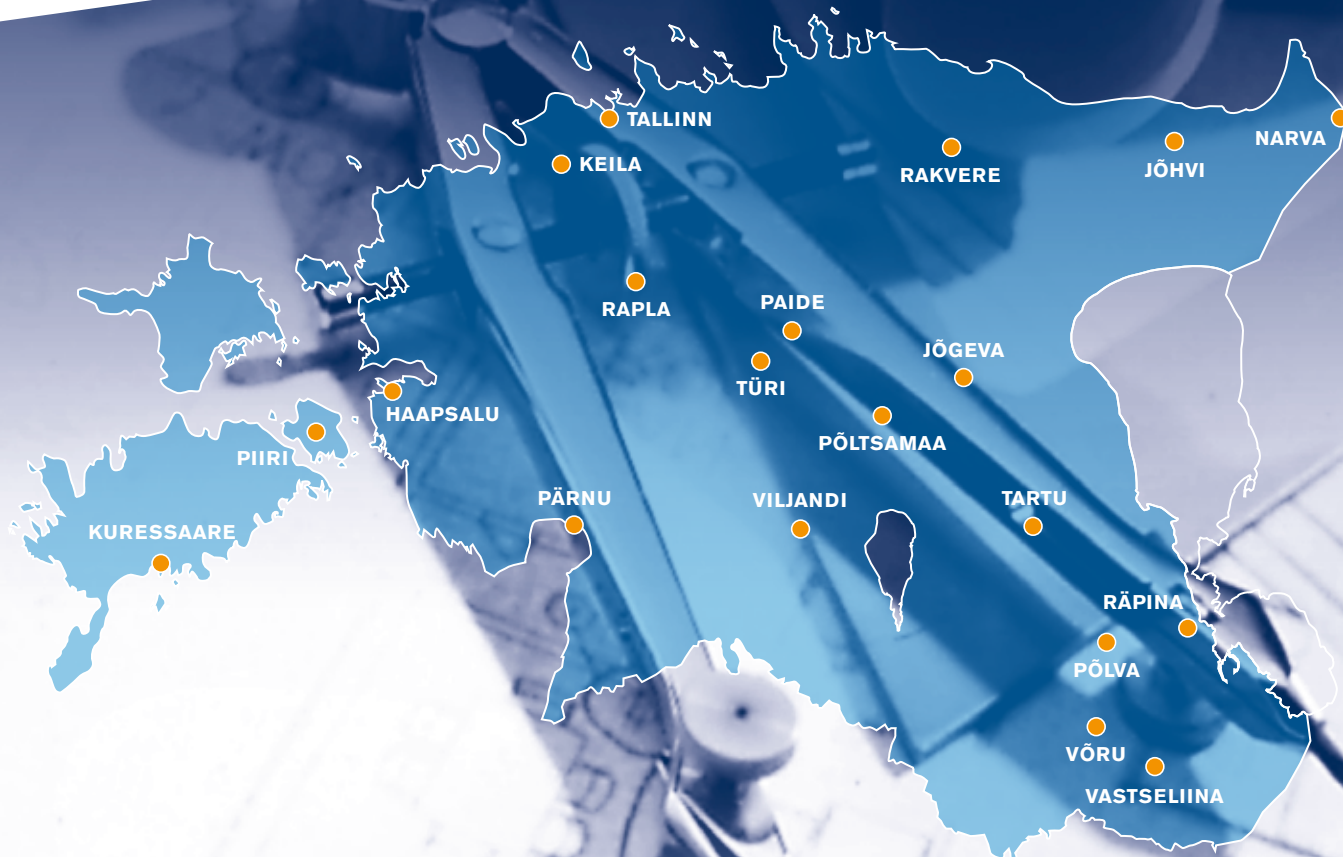 TALLINN
NARVA
KEILA
JÕHVI
RAKVERE
PAIDE
RAPLA
JÕGEVA
TÜRI
HAAPSALU
PÕLTSAMAA
PIIRI
PÄRNU
VILJANDI
TARTU
KURESSAARE
RÄPINA
PÕLVA
VÕRU
VASTSELIINA